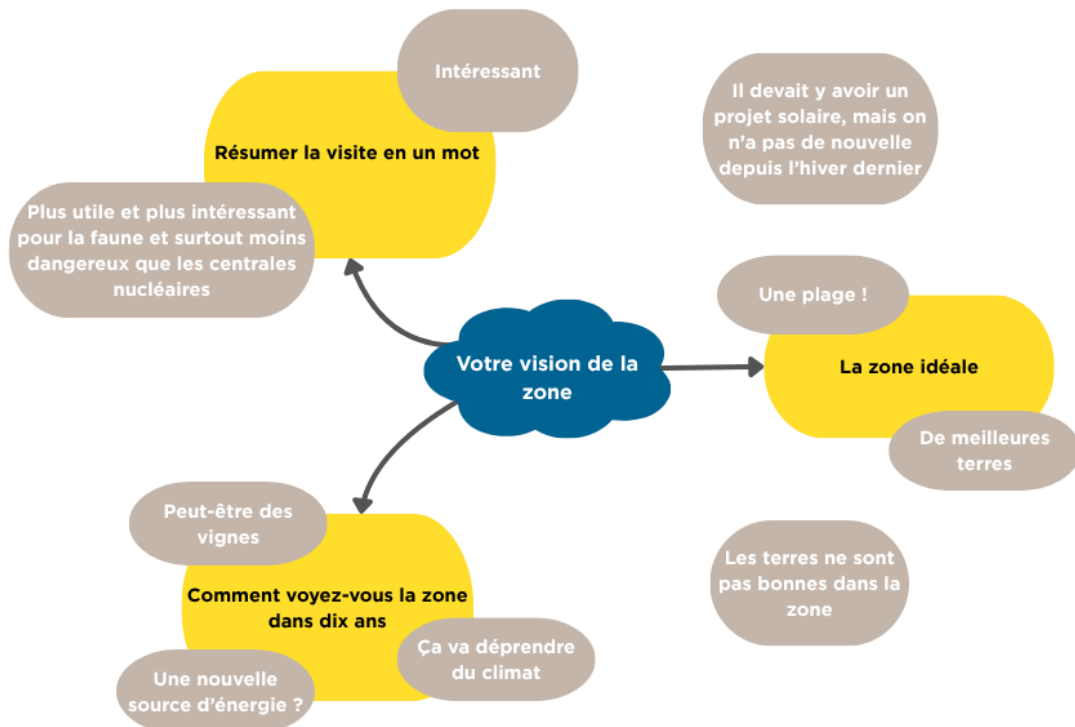 Intéressant
Résumer la visite en un mot
Plus utile et plus intéressant
pour la faune et surtout moins
dangereux que les centrales
nucléaires
Il devait y avoir un
projet solaire, mais on
n'a pas de nouvelle
depuis l'hiver dernier
Votre vision de la
zone
Une plage !
La zone idéale
De meilleures
terres
Peut-être des
vignes
Comment voyez-vous la zone
dans dix ans
Ça va déprendre
du climat
Une nouvelle
source d'énergie ?
Les terres ne sont
pas bonnes dans la
zone